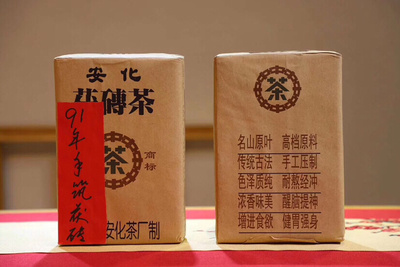 安化
茯磚茶
91年手筑茯砖
茶
商标
安化茶厂制
茶
名山原叶 高档原料
传统古法 手工压制
色泽质纯 耐熬经冲
浓香味美 醒脑提神
增进食欲 健胃强身